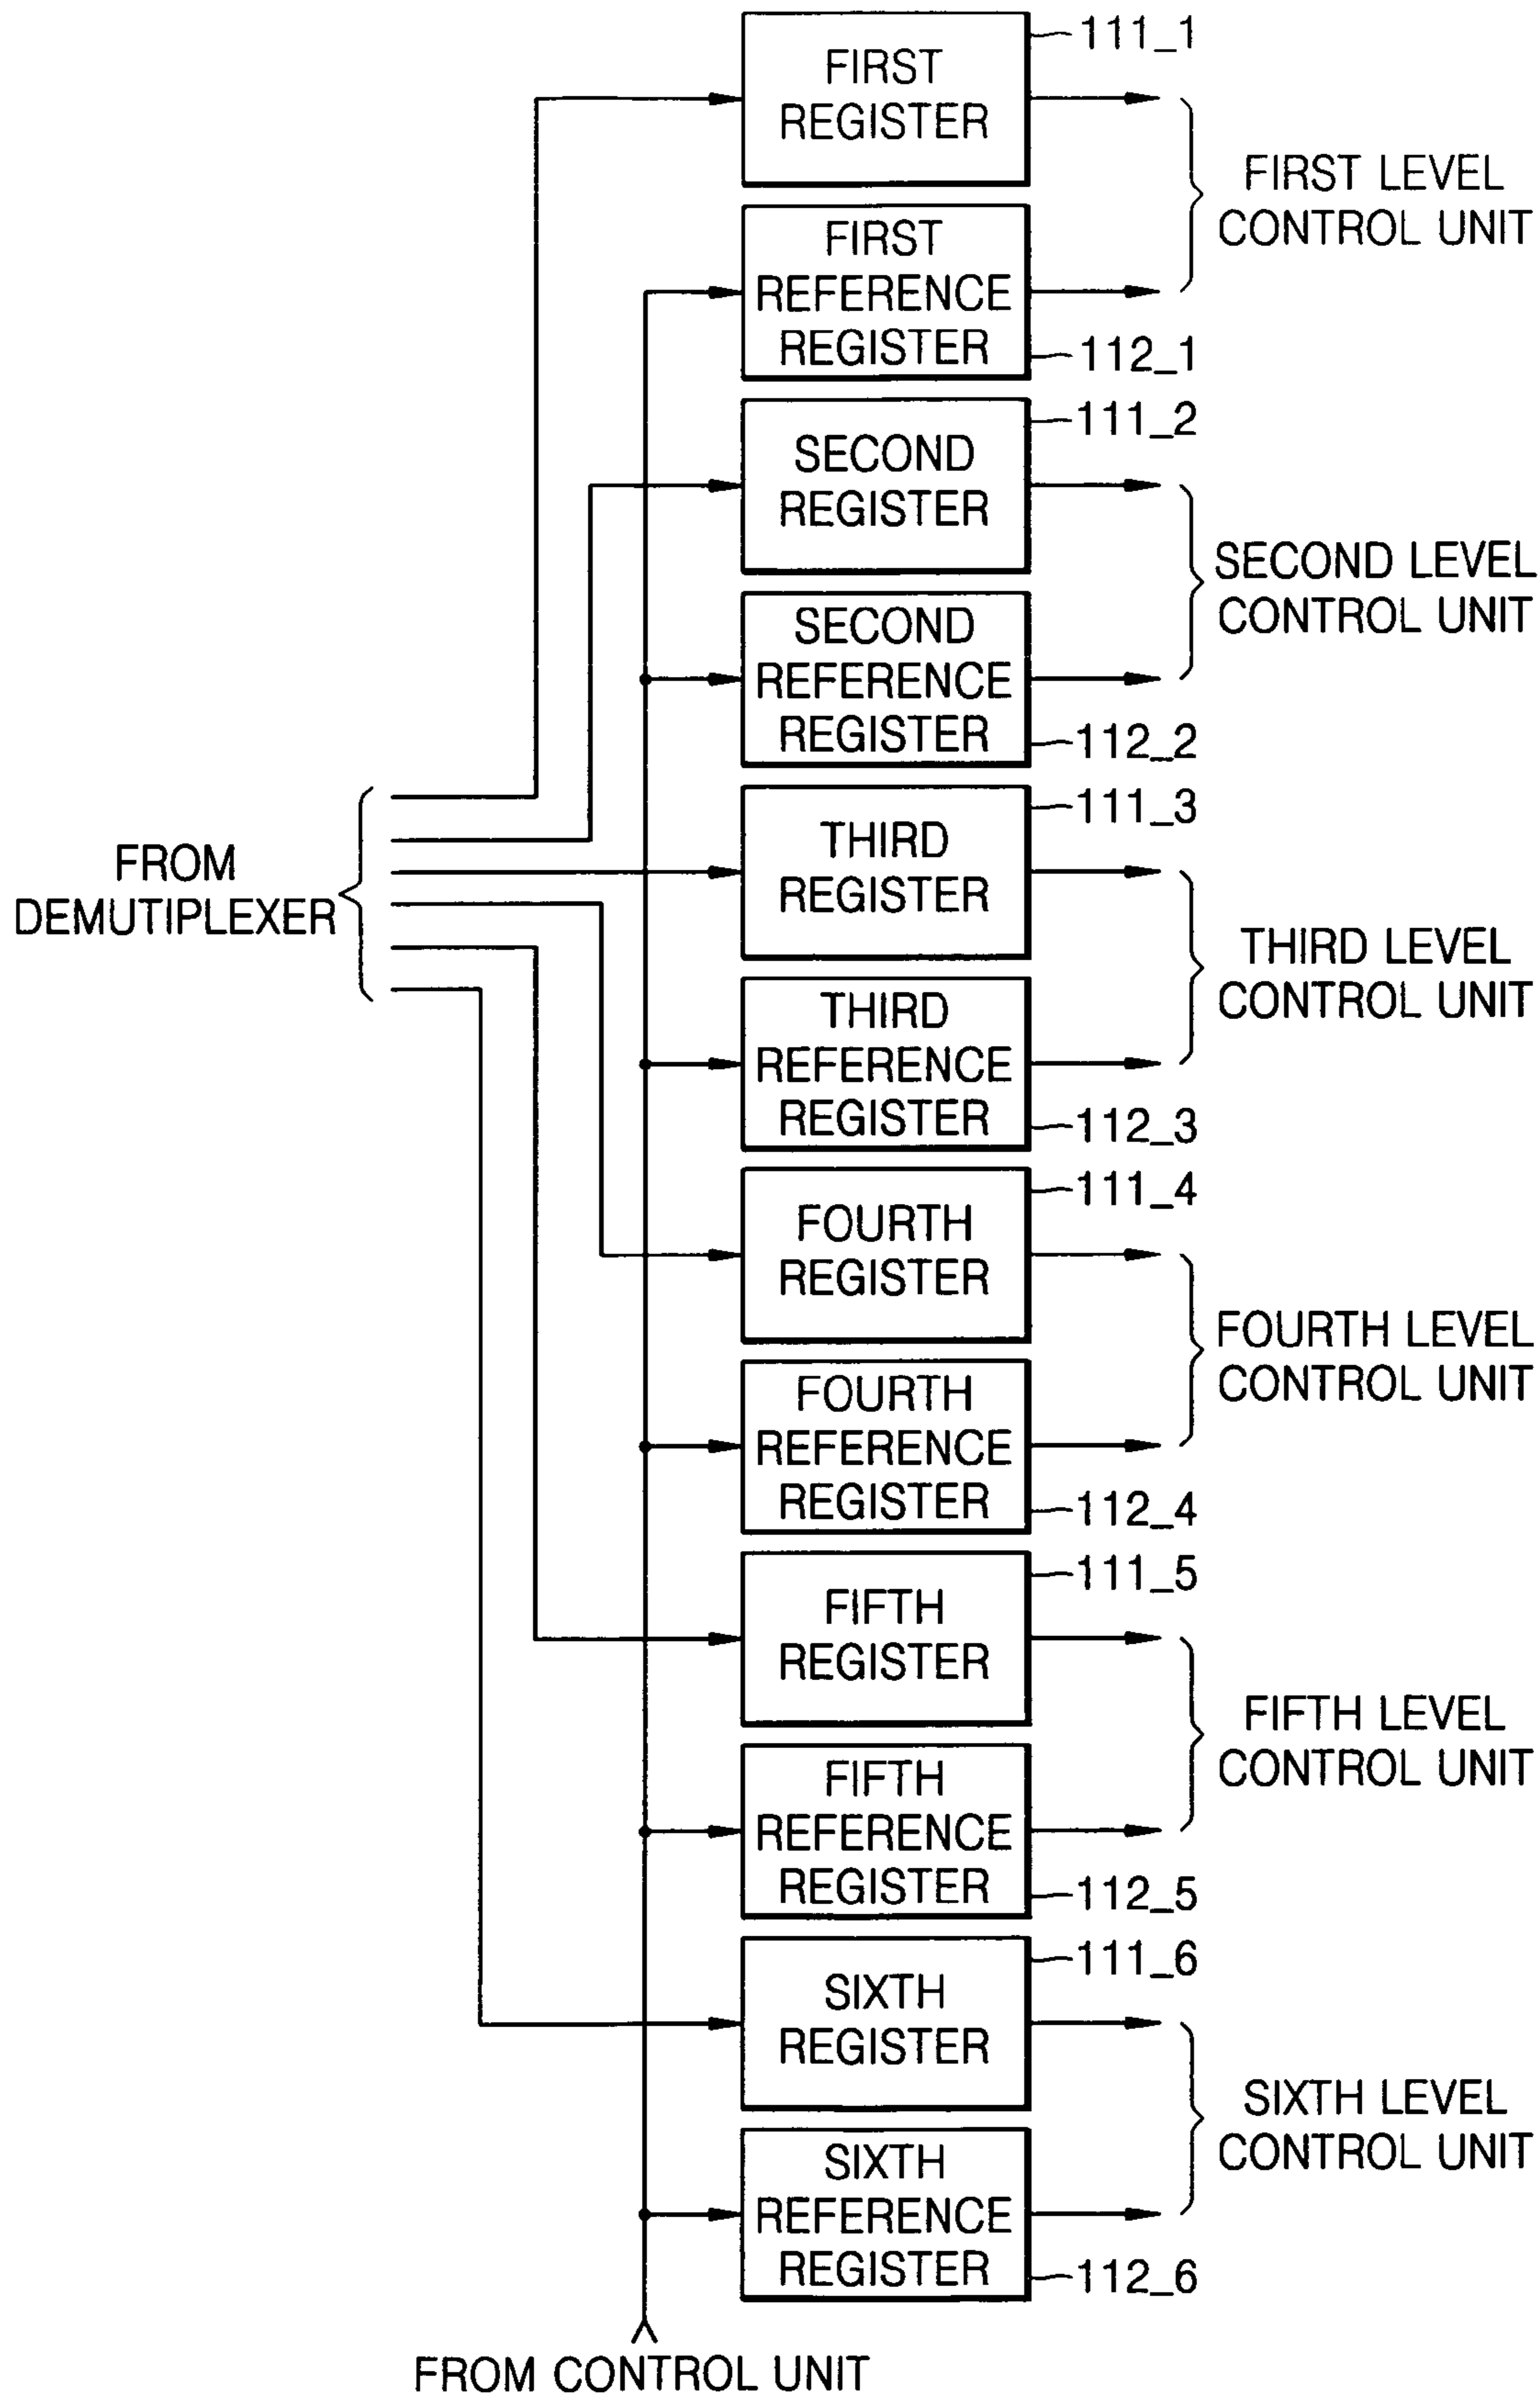 111_1
FIRST
REGISTER
FIRST LEVEL
CONTROL UNIT
FIRST
REFERENCE
REGISTER
112_1
111_2
SECOND
REGISTER
SECOND LEVEL
CONTROL UNIT
SECOND
REFERENCE
REGISTER
112_2
111_3
THIRD
REGISTER
FROM
DEMUTIPLEXER
THIRD LEVEL
CONTROL UNIT
THIRD
REFERENCE
REGISTER
112_3
111_4
FOURTH
REGISTER
FOURTH LEVEL
CONTROL UNIT
FOURTH
REFERENCE
REGISTER
112_4
111_5
FIFTH
REGISTER
FIFTH LEVEL
CONTROL UNIT
FIFTH
REFERENCE
REGISTER
112_5
111_6
SIXTH
REGISTER
SIXTH LEVEL
CONTROL UNIT
SIXTH
REFERENCE
REGISTER
112_6
FROM CONTROL UNIT